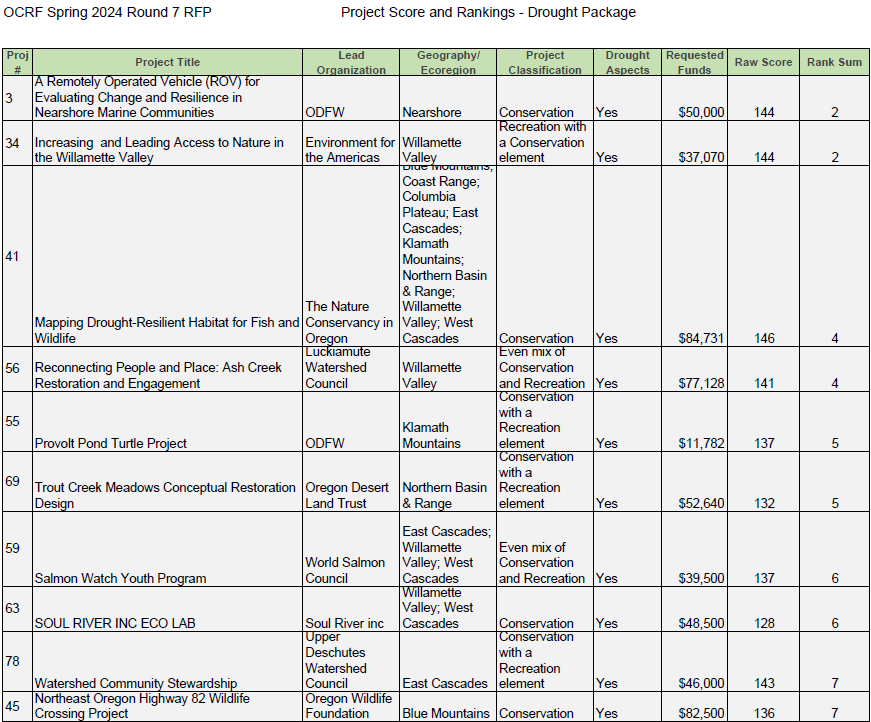 OCRF Spring 2024 Round 7 RFP
Project Score and Rankings - Drought Package
Proj # Project Title Lead Organization Geography/ Ecoregion Project Classification Drought Aspects Requested Funds Raw Score Rank Sum
3 A Remotely Operated Vehicle (ROV) for Evaluating Change and Resilience in Nearshore Marine Communities ODFW Nearshore Conservation Yes $50,000 144 2
34 Increasing and Leading Access to Nature in the Willamette Valley Environment for the Americas Willamette Valley Recreation with a Conservation element Yes $37,070 144 2
41 Mapping Drought-Resilient Habitat for Fish and Wildlife The Nature Conservancy in Oregon Blue Mountains; Coast Range; Columbia Plateau; East Cascades; Klamath Mountains; Northern Basin & Range; Willamette Valley; West Cascades Conservation Yes $84,731 146 4
56 Reconnecting People and Place: Ash Creek Restoration and Engagement Luckiamute Watershed Council Willamette Valley Even mix of Conservation and Recreation Yes $77,128 141 4
55 Provolt Pond Turtle Project ODFW Klamath Mountains Conservation with a Recreation element Yes $11,782 137 5
69 Trout Creek Meadows Conceptual Restoration Design Oregon Desert Land Trust Northern Basin & Range Conservation with a Recreation element Yes $52,640 132 5
59 Salmon Watch Youth Program World Salmon Council East Cascades; Willamette Valley; West Cascades Even mix of Conservation and Recreation Yes $39,500 137 6
63 SOUL RIVER INC ECO LAB Soul River inc Willamette Valley; West Cascades Conservation Yes $48,500 128 6
78 Watershed Community Stewardship Upper Deschutes Watershed Council East Cascades Conservation with a Recreation element Yes $46,000 143 7
45 Northeast Oregon Highway 82 Wildlife Crossing Project Oregon Wildlife Foundation Blue Mountains Conservation Yes $82,500 136 7